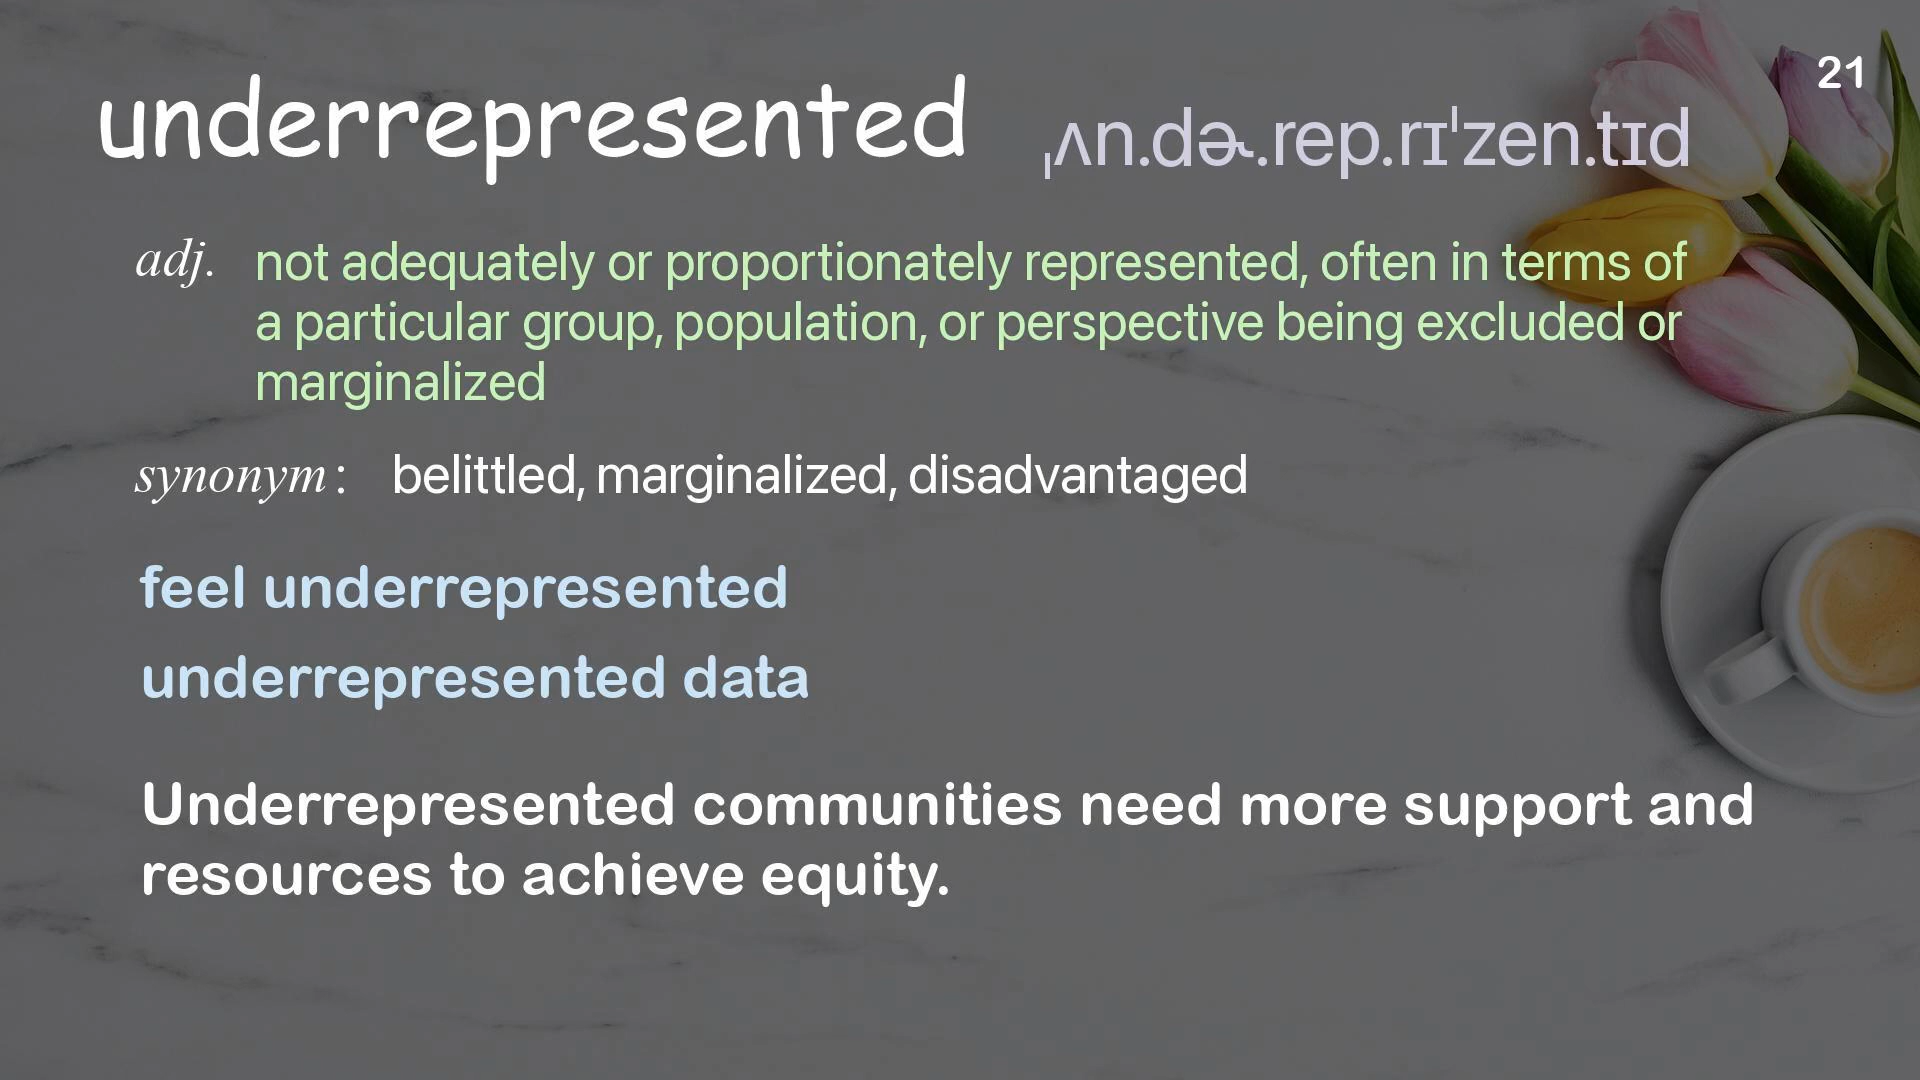 21
underrepresented ˌʌn.dɚ.rep.rɪˈzen.tɪd
adj. not adequately or proportionately represented, often in terms of
a particular group, population, or perspective being excluded or
marginalized
synonym: belittled, marginalized, disadvantaged
feel underrepresented
underrepresented data
Underrepresented communities need more support and
resources to achieve equity.